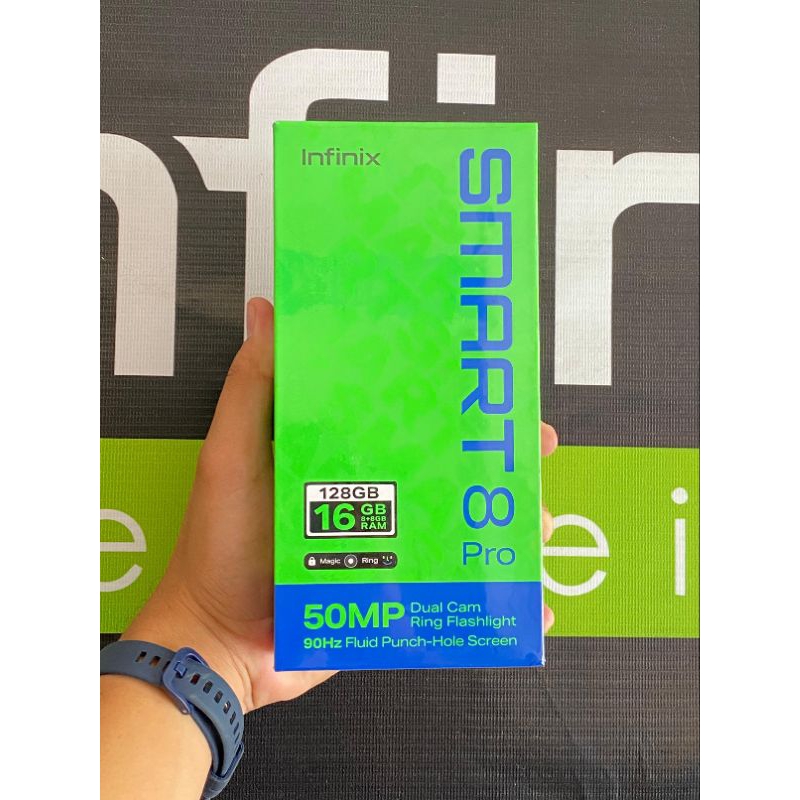 nfin
Infinix
SMART 8
Pro
128GB
16 GB
8+8GB
RAM
Magic Ring
e
e i
50MP Dual Cam
Ring Flashlight
90Hz Fluid Punch-Hole Screen